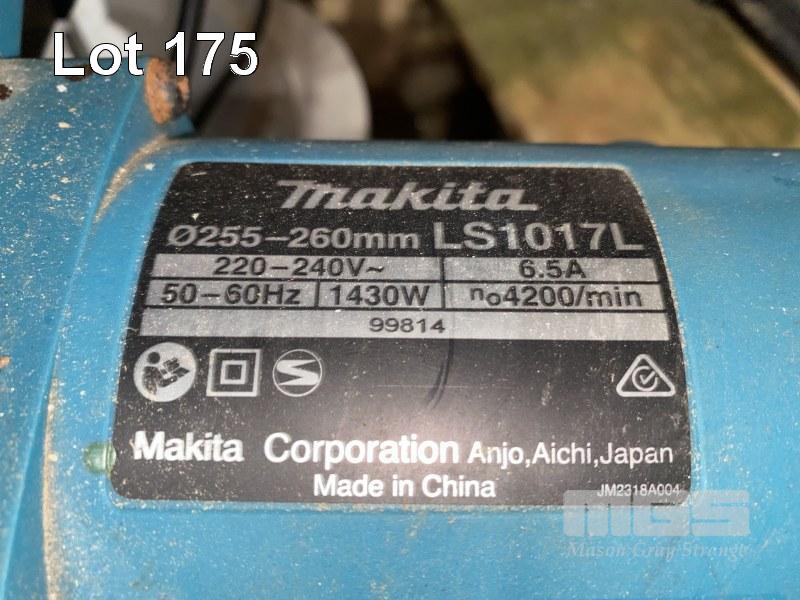 Lot 175
makita
Ø255-260mm LS1017L
220-240V~ 6.5A
50-60Hz 1430W no4200/min
99814
Makita Corporation Anjo,Aichi,Japan
Made in China JM2318A004
MGS
Mason Gray Strange